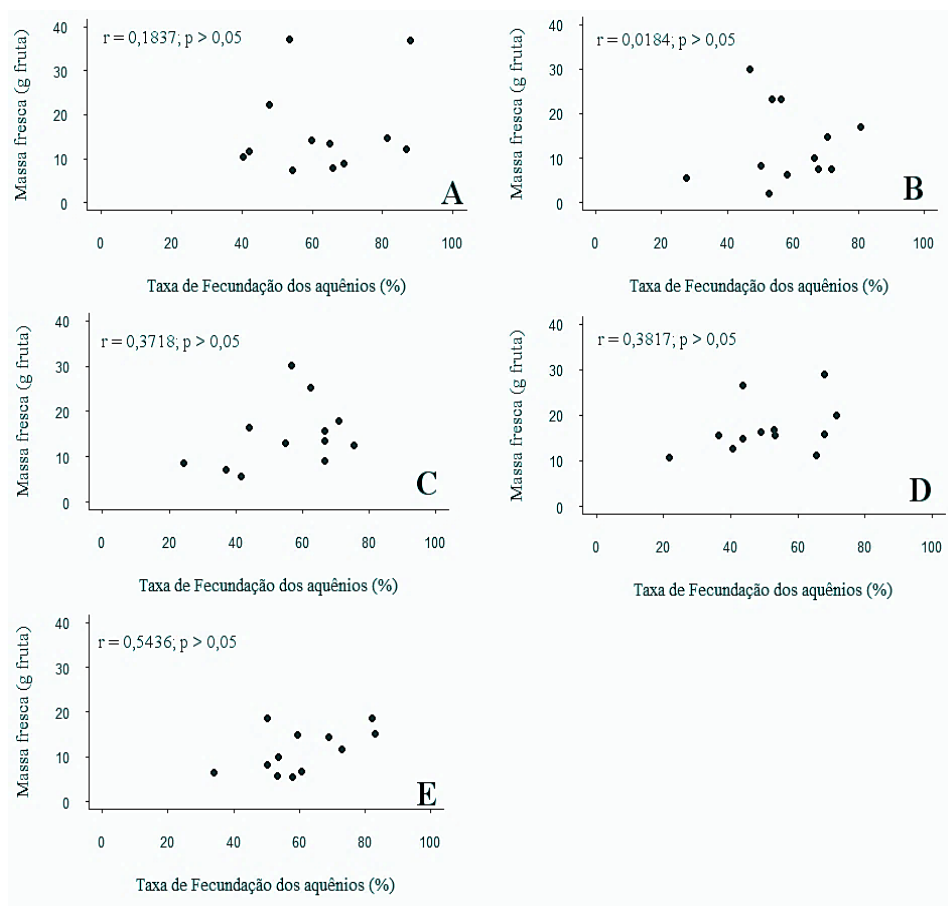 r = 0,1837; p > 0,05
Massa fresca (g fruta)
40
30
20
10
0
A
0 20 40 60 80 100
Taxa de Fecundação dos aquênios (%)
r = 0,0184; p > 0,05
Massa fresca (g fruta)
40
30
20
10
0
B
0 20 40 60 80 100
Taxa de Fecundação dos aquênios (%)
r = 0,3718; p > 0,05
Massa fresca (g fruta)
40
30
20
10
0
C
0 20 40 60 80 100
Taxa de Fecundação dos aquênios (%)
r = 0,3817; p > 0,05
Massa fresca (g fruta)
40
30
20
10
0
D
0 20 40 60 80 100
Taxa de Fecundação dos aquênios (%)
r = 0,5436; p > 0,05
Massa fresca (g fruta)
40
30
20
10
0
E
0 20 40 60 80 100
Taxa de Fecundação dos aquênios (%)